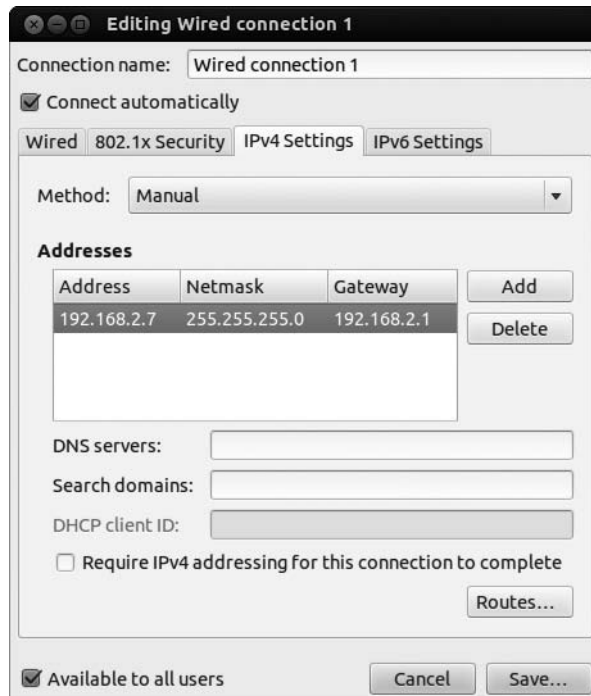 Editing Wired connection 1
Connection name: Wired connection 1
Connect automatically
Wired 802.1x Security IPv4 Settings IPv6 Settings
Method: Manual
Addresses
Address Netmask Gateway Add
192.168.2.7 255.255.255.0 192.168.2.1 Delete
DNS servers:
Search domains:
DHCP client ID:
Require IPv4 addressing for this connection to complete
Routes...
Available to all users Cancel Save...